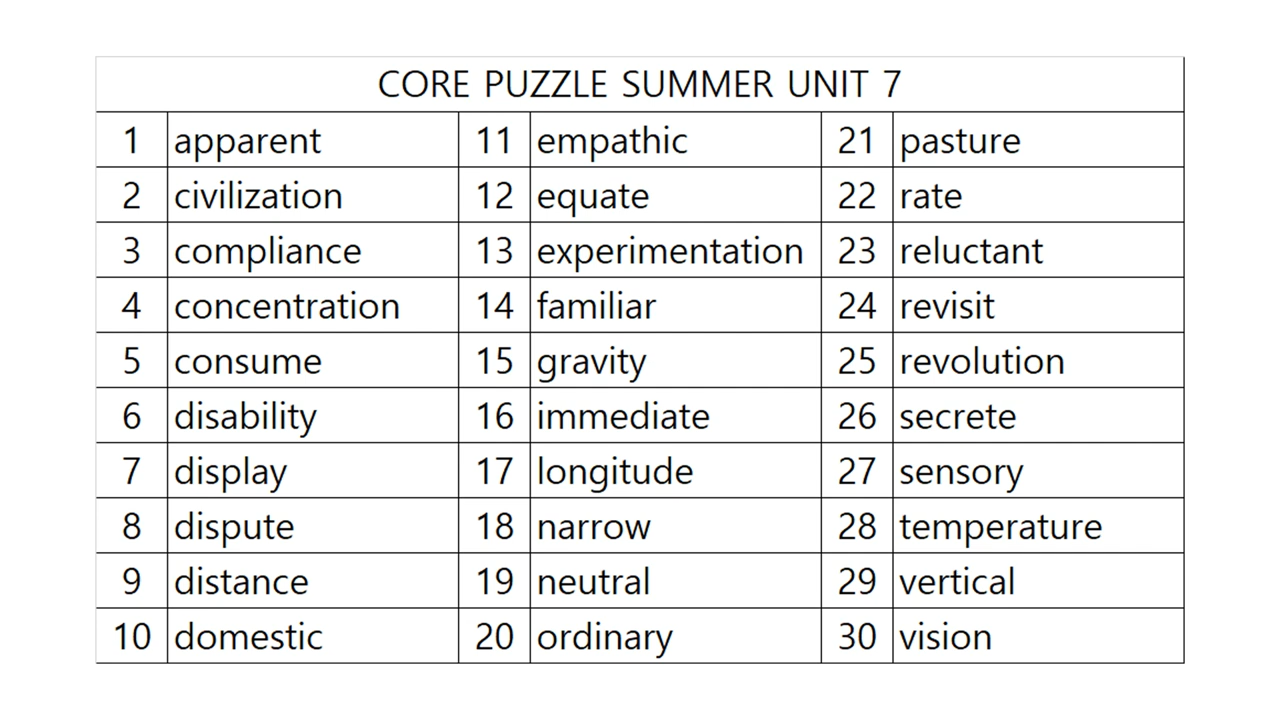 CORE PUZZLE SUMMER UNIT 7
1 apparent 11 empathic 21 pasture
2 civilization 12 equate 22 rate
3 compliance 13 experimentation 23 reluctant
4 concentration 14 familiar 24 revisit
5 consume 15 gravity 25 revolution
6 disability 16 immediate 26 secrete
7 display 17 longitude 27 sensory
8 dispute 18 narrow 28 temperature
9 distance 19 neutral 29 vertical
10 domestic 20 ordinary 30 vision